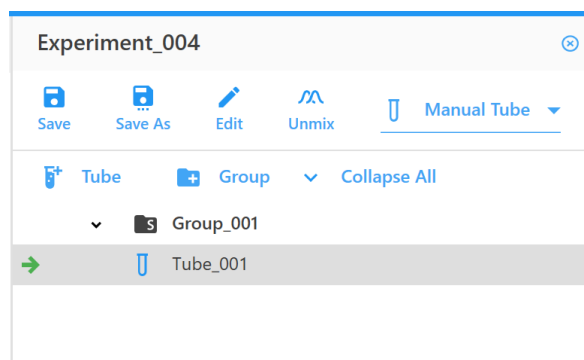 Experiment_004
Save Save As Edit Unmix Manual Tube
Tube Group Collapse All
S Group_001
Tube_001